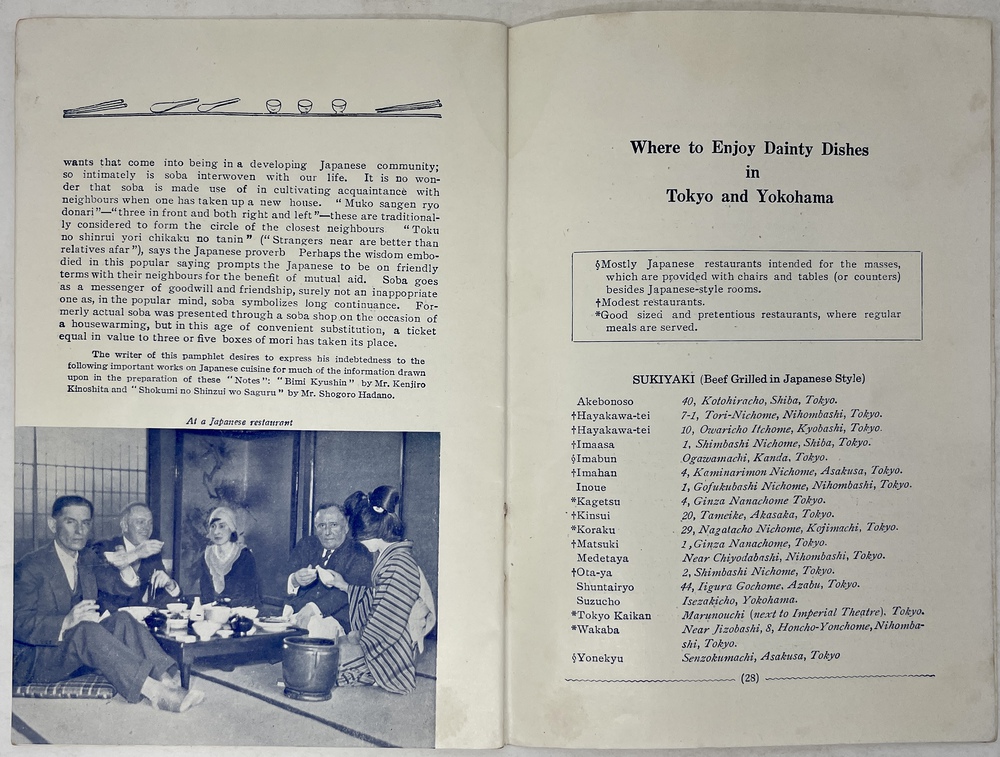 wants that come into being in a developing Japanese community;
so intimately is soba interwoven with our life. It is no won-
der that soba is made use of in cultivating acquaintance with
neighbours when one has taken up a new house. "Muko sangen ryo
donari"—"three in front and both right and left"—these are traditional-
ly considered to form the circle of the closest neighbours "Toku
no shinrui yori chikaku no tanin" ("Strangers near are better than
relatives afar"), says the Japanese proverb Perhaps the wisdom embo-
died in this popular saying prompts the Japanese to be on friendly
terms with their neighbours for the benefit of mutual aid. Soba goes
as a messenger of goodwill and friendship, surely not an inappropriate
one as, in the popular mind, soba symbolizes long continuance. For-
merly actual soba was presented through a soba shop on the occasion of
a housewarming, but in this age of convenient substitution, a ticket
equal in value to three or five boxes of mori has taken its place.
The writer of this pamphlet desires to express his indebtedness to the
following important works on Japanese cuisine for much of the information drawn
upon in the preparation of these "Notes": "Bimi Kyushin" by Mr. Kenjiro
Kinoshita and "Shokumi no Shinzui wo Saguru" by Mr. Shogoro Hadano.
At a Japanese restaurant
Where to Enjoy Dainty Dishes
in
Tokyo and Yokohama
§Mostly Japanese restaurants intended for the masses,
which are ppovided with chairs and tables (or counters)
besides Japanese-style rooms.
†Modest restaurants.
*Good sized and pretentious restaurants, where regular
meals are served.
SUKIYAKI (Beef Grilled in Japanese Style)
Akebonoso 40, Kotohiracho, Shiba, Tokyo.
†Hayakawa-tei 7-1, Tori-Nichome, Nihombashi, Tokyo.
†Hayakawa-tei 10, Owaricho Itchome, Kyobashi, Tokyo.
†Imaasa 1, Shimbashi Nichome, Shiba, Tokyo.
§Imabun Ogawamachi, Kanda, Tokyo.
†Imahan 4, Kaminarimon Nichome, Asakusa, Tokyo.
Inoue 1, Gofukubashi Nichome, Nihombashi, Tokyo.
*Kagetsu 4, Ginza Nanachome Tokyo.
†Kinsui 20, Tameike, Akasaka, Tokyo.
*Koraku 29, Nagatacho Nichome, Kojimachi, Tokyo.
†Matsuki 1, Ginza Nanachome, Tokyo.
Medetaya Near Chiyodabashi, Nihombashi, Tokyo.
†Ota-ya 2, Shimbashi Nichome, Tokyo.
Shuntairyo 44, Iigura Gochome. Azabu, Tokyo.
Suzucho Isezakicho, Yokohama.
*Tokyo Kaikan Marunouchi (next to Imperial Theatre). Tokyo.
*Wakaba Near Jizobashi, 8, Honcho-Yonchome, Nihomba-
shi, Tokyo.
§Yonekyu Senzokumachi, Asakusa, Tokyo
(28)